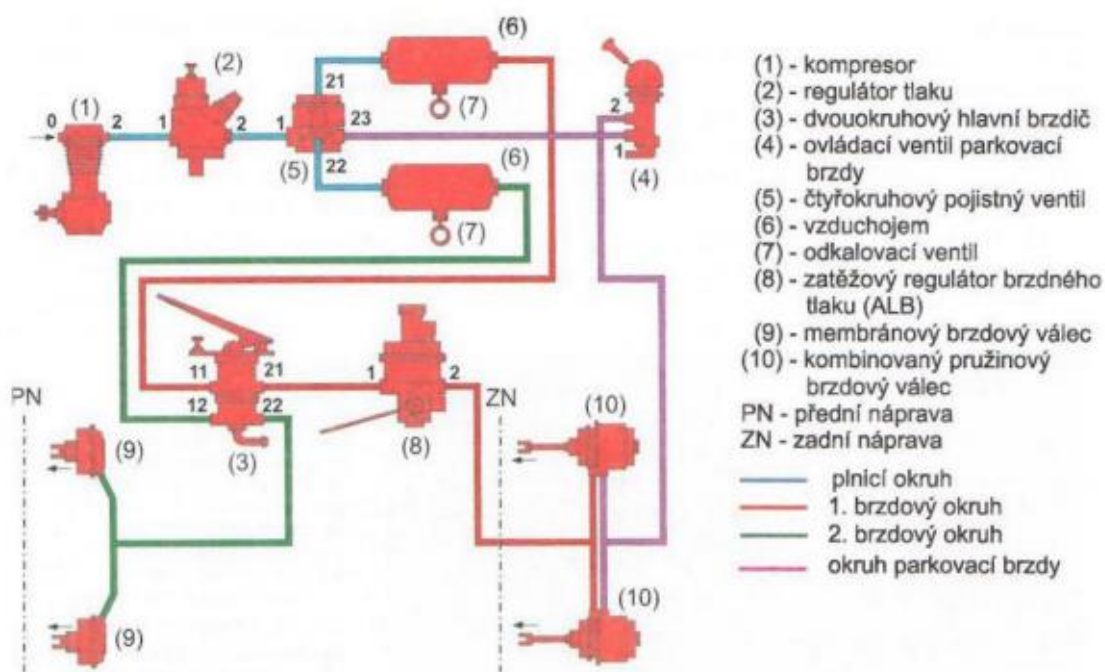 (6)
(2)
21
(1)
(7)
23
2
0
2
1
2
1
(5)
22
(6)
1
(4)
(7)
11
21
1
2
PN
12
22
ZN
(10)
(9)
(3)
(8)
(9)
(10)
(1) - kompresor
(2) - regulátor tlaku
(3) - dvouokruhový hlavní brzdič
(4) - ovládací ventil parkovací
brzdy
(5) - čtyřokruhový pojistný ventil
(6) - vzduchojem
(7) - odkalovací ventil
(8) - zatěžový regulátor brzdného
tlaku (ALB)
(9) - membránový brzdový válec
(10) - kombinovaný pružinový
brzdový válec
PN - přední náprava
ZN - zadní náprava
plnicí okruh
1. brzdový okruh
2. brzdový okruh
okruh parkovací brzdy